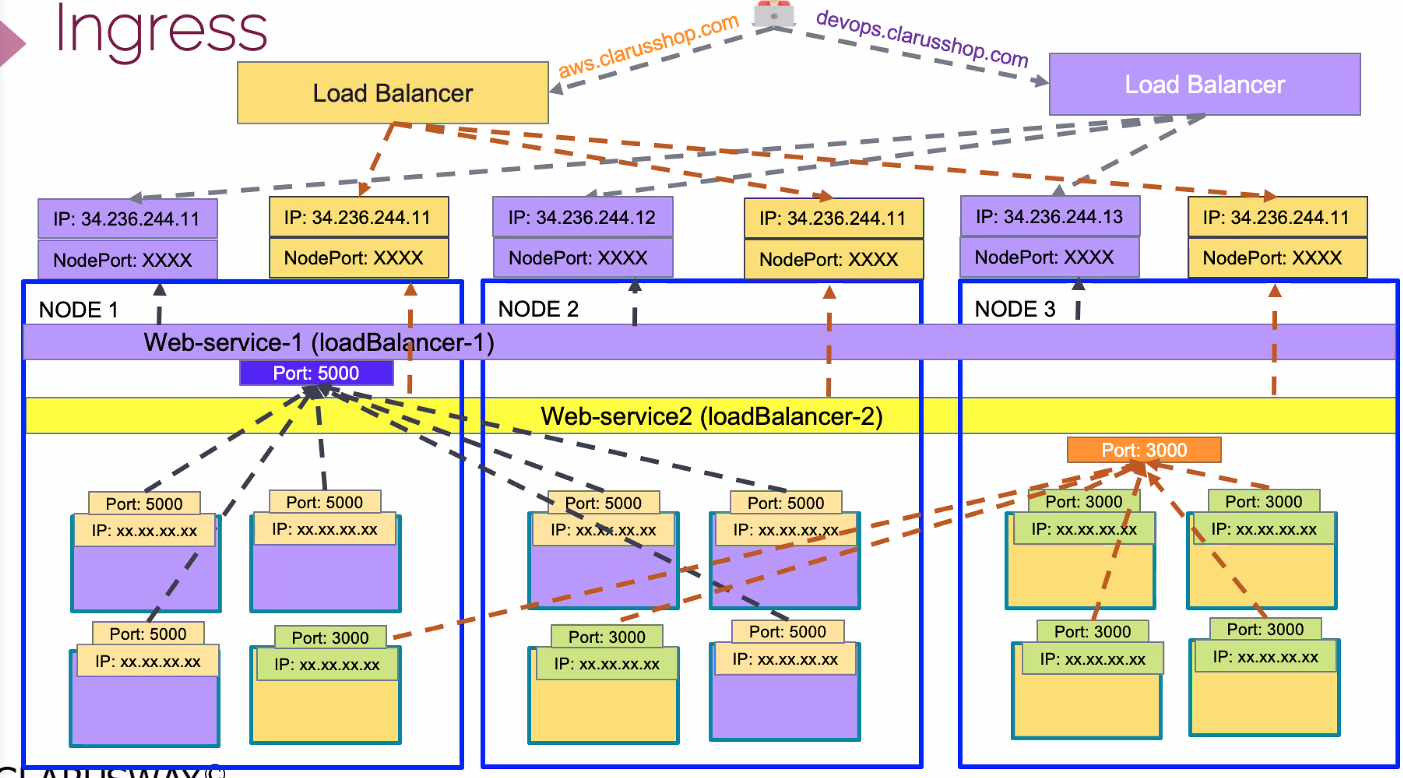 Ingress
aws.clarusshop.com
devops.clarusshop.com
Load Balancer
Load Balancer
IP: 34.236.244.11
NodePort: XXXX
IP: 34.236.244.11
NodePort: XXXX
IP: 34.236.244.12
NodePort: XXXX
IP: 34.236.244.11
NodePort: XXXX
IP: 34.236.244.13
NodePort: XXXX
IP: 34.236.244.11
NodePort: XXXX
NODE 1
NODE 2
NODE 3
Web-service-1 (loadBalancer-1)
Port: 5000
Web-service2 (loadBalancer-2)
Port: 3000
Port: 5000
IP: xx.xx.xx.xx
Port: 5000
IP: xx.xx.xx.xx
Port: 5000
IP: xx.xx.xx.xx
Port: 5000
IP: xx.xx.xx.xx
Port: 3000
IP: xx.xx.xx.xx
Port: 3000
IP: xx.xx.xx.xx
Port: 5000
IP: xx.xx.xx.xx
Port: 3000
IP: xx.xx.xx.xx
Port: 3000
IP: xx.xx.xx.xx
Port: 5000
IP: xx.xx.xx.xx
Port: 3000
IP: xx.xx.xx.xx
Port: 3000
IP: xx.xx.xx.xx
CLARUSWAY©